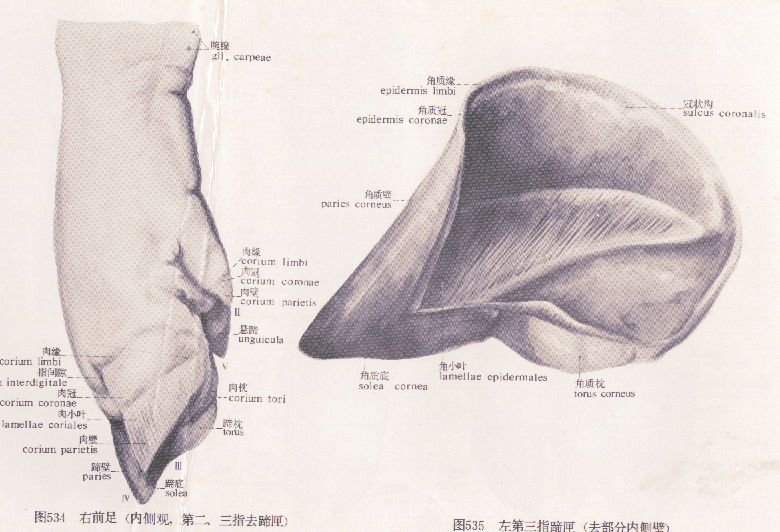 腕腺
gll. carpeae
肉缘
corium limbi
肉冠
corium coronae
肉壁
corium parietis
II
悬蹄
unguicula
V
肉缘
corium limbi
指间隙
interdigitale
肉冠
corium coronae
肉小叶
lamellae coriales
肉壁
corium parietis
蹄壁
paries
IV
III
肉枕
corium tori
蹄枕
torus
蹄底
solea
图534 右前足（内侧观，第二、三指去蹄匣）
角质缘
epidermis limbi
角质冠
epidermis coronae
角质壁
paries corneus
冠状沟
sulcus coronalis
角质底
solea cornea
角小叶
lamellae epidermales
角质枕
torus corneus
图535 左第三指蹄匣（去部分内侧壁）